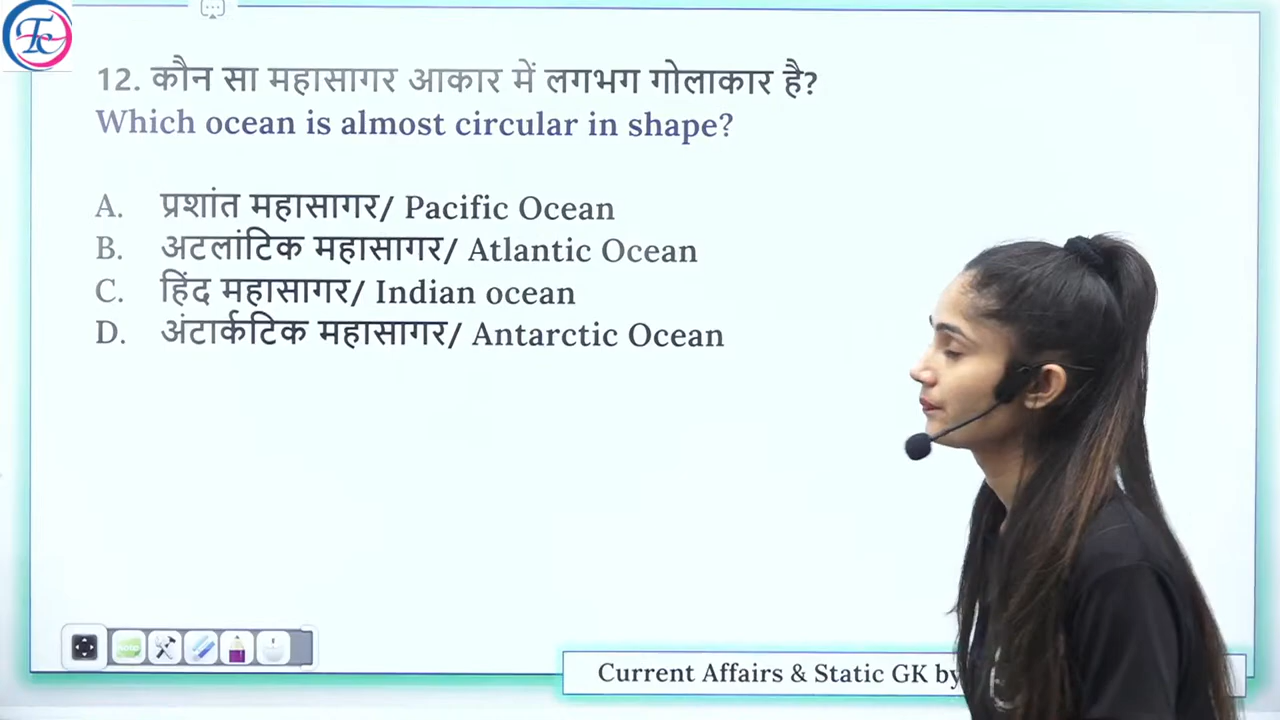 Tc
12. कौन सा महासागर आकार में लगभग गोलाकार है?
Which ocean is almost circular in shape?
A. प्रशांत महासागर/ Pacific Ocean
B. अटलांटिक महासागर/ Atlantic Ocean
C. हिंद महासागर/ Indian ocean
D. अंटार्कटिक महासागर/ Antarctic Ocean
Current Affairs & Static GK by